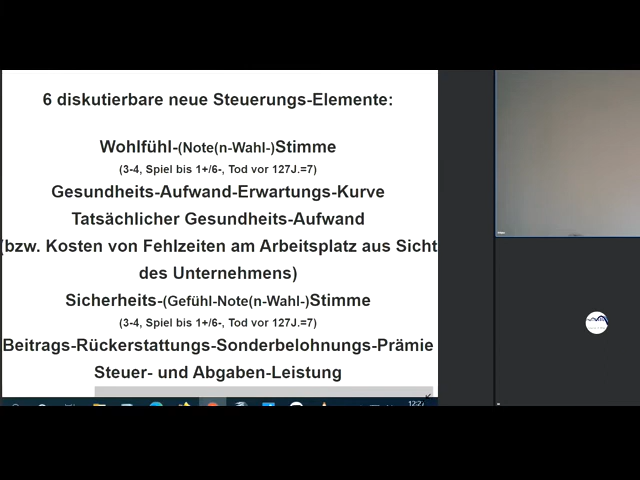 6 diskutierbare neue Steuerungs-Elemente:
Wohlfühl-(Note(n-Wahl-)Stimme
(3-4, Spiel bis 1+/6-, Tod vor 127J.=7)
Gesundheits-Aufwand-Erwartungs-Kurve
Tatsächlicher Gesundheits-Aufwand
(bzw. Kosten von Fehlzeiten am Arbeitsplatz aus Sicht
des Unternehmens)
Sicherheits-(Gefühl-Note(n-Wahl-)Stimme
(3-4, Spiel bis 1+/6-, Tod vor 127J.=7)
Beitrags-Rückerstattungs-Sonderbelohnungs-Prämie
Steuer- und Abgaben-Leistung